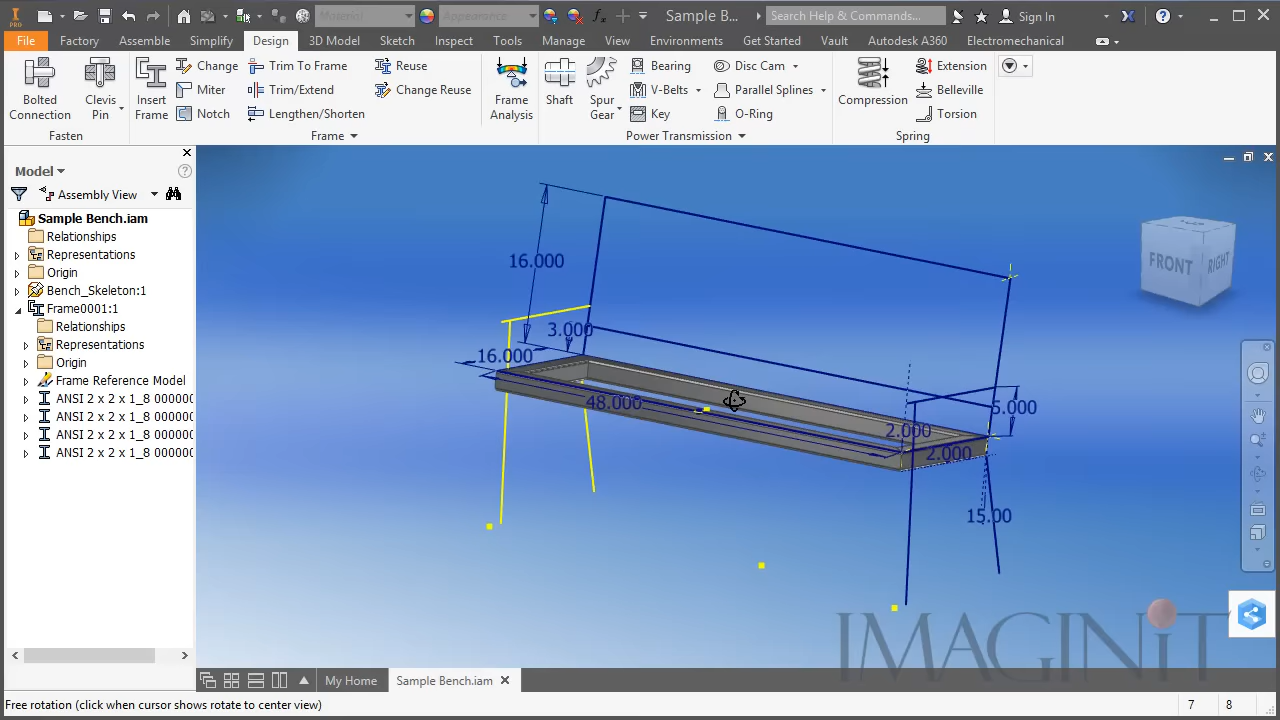 PRO
Material
Appearance
Sample B...
Search Help & Commands...
Sign In
File
Factory
Assemble
Simplify
Design
3D Model
Sketch
Inspect
Tools
Manage
View
Environments
Get Started
Vault
Autodesk A360
Electromechanical
Bolted Connection
Clevis Pin
Insert Frame
Change
Miter
Notch
Trim To Frame
Trim/Extend
Lengthen/Shorten
Reuse
Change Reuse
Frame Analysis
Shaft
Spur Gear
Bearing
V-Belts
Key
Disc Cam
Parallel Splines
O-Ring
Compression
Extension
Belleville
Torsion
Fasten
Frame
Power Transmission
Spring
Model
Assembly View
Sample Bench.iam
Relationships
Representations
Origin
Bench_Skeleton:1
Frame0001:1
Relationships
Representations
Origin
Frame Reference Model
ANSI 2 x 2 x 1_8 000000
ANSI 2 x 2 x 1_8 000000
ANSI 2 x 2 x 1_8 000000
ANSI 2 x 2 x 1_8 000000
16.000
3.000
16.000
48.000
5.000
2.000
2.000
15.00
FRONT
RIGHT
IMAGINiT
My Home
Sample Bench.iam
Free rotation (click when cursor shows rotate to center view)
7
8